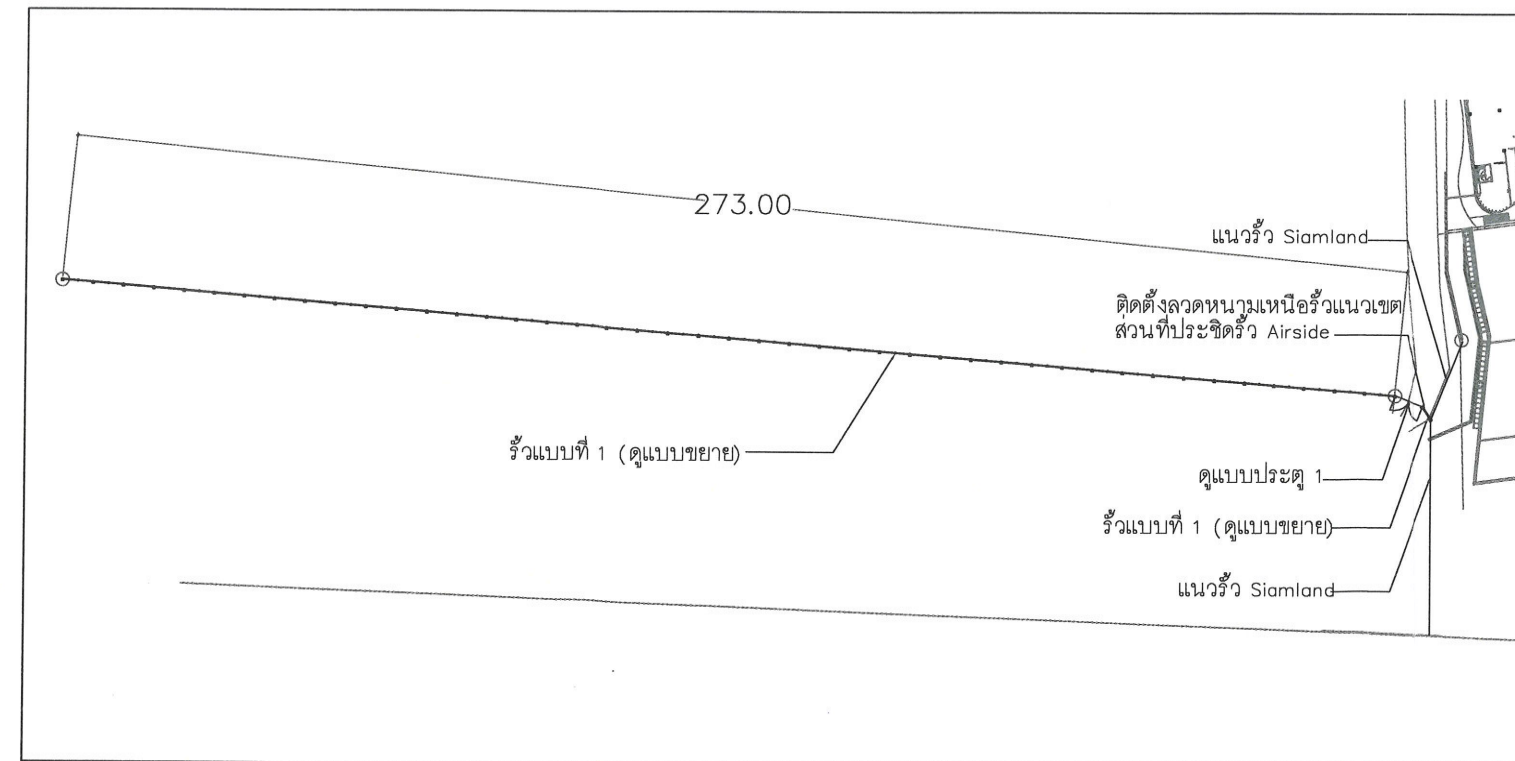 273.00
แนวรั้ว Siamland
ติดตั้งลวดหนามเหนือรั้วแนวเขต
ส่วนที่ประชิดรั้ว Airside
รั้วแบบที่ 1 (ดูแบบขยาย)
ดูแบบประตู 1
รั้วแบบที่ 1 (ดูแบบขยาย)
แนวรั้ว Siamland